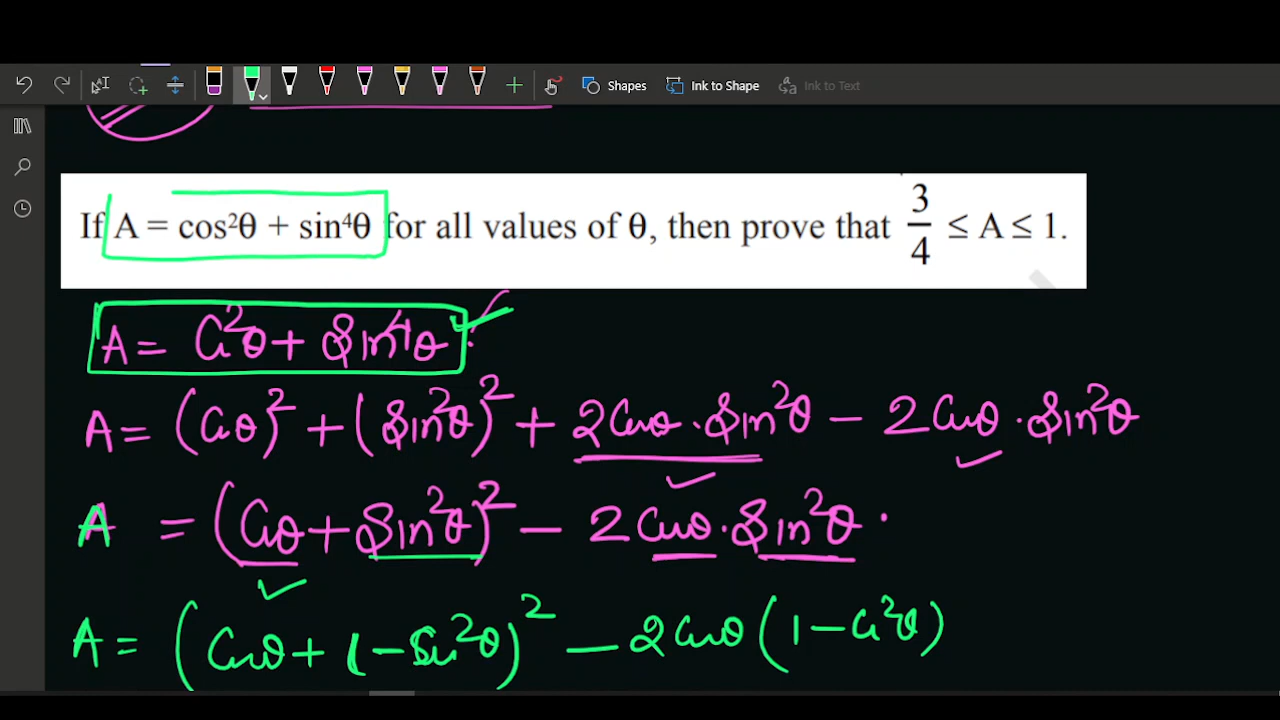 Shapes Ink to Shape Ink to Text
If A = cos²θ + sin⁴θ for all values of θ, then prove that 3/4 ≤ A ≤ 1.
A = Cos²θ + Sin⁴θ
A = (Cosθ)² + (Sin²θ)² + 2Cosθ · Sin²θ − 2Cosθ · Sin²θ
A = (Cosθ + Sin²θ)² − 2Cosθ · Sin²θ
A = (Cosθ + 1 − Sin²θ)² − 2Cosθ (1 − Cos²θ)